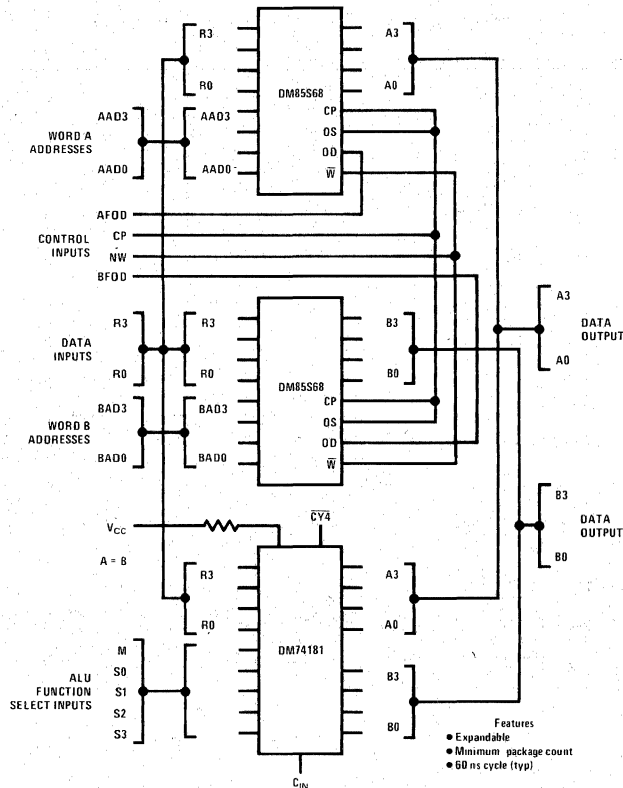 R3
R0
DM85S68
A3
A0
CP
OS
OD
W
WORD A
ADDRESSES
AAD3
AAD0
AAD3
AAD0
AFOD
CONTROL
INPUTS
CP
NW
BFOD
DATA
INPUTS
R3
R0
R3
R0
DM85S68
B3
B0
CP
OS
OD
W
WORD B
ADDRESSES
BAD3
BAD0
BAD3
BAD0
A3
A0
DATA
OUTPUT
B3
B0
DATA
OUTPUT
VCC
CY4
A = B
R3
R0
DM74181
A3
A0
B3
B0
ALU
FUNCTION
SELECT INPUTS
M
S0
S1
S2
S3
CIN
Features
● Expandable
● Minimum package count
● 60 ns cycle (typ)